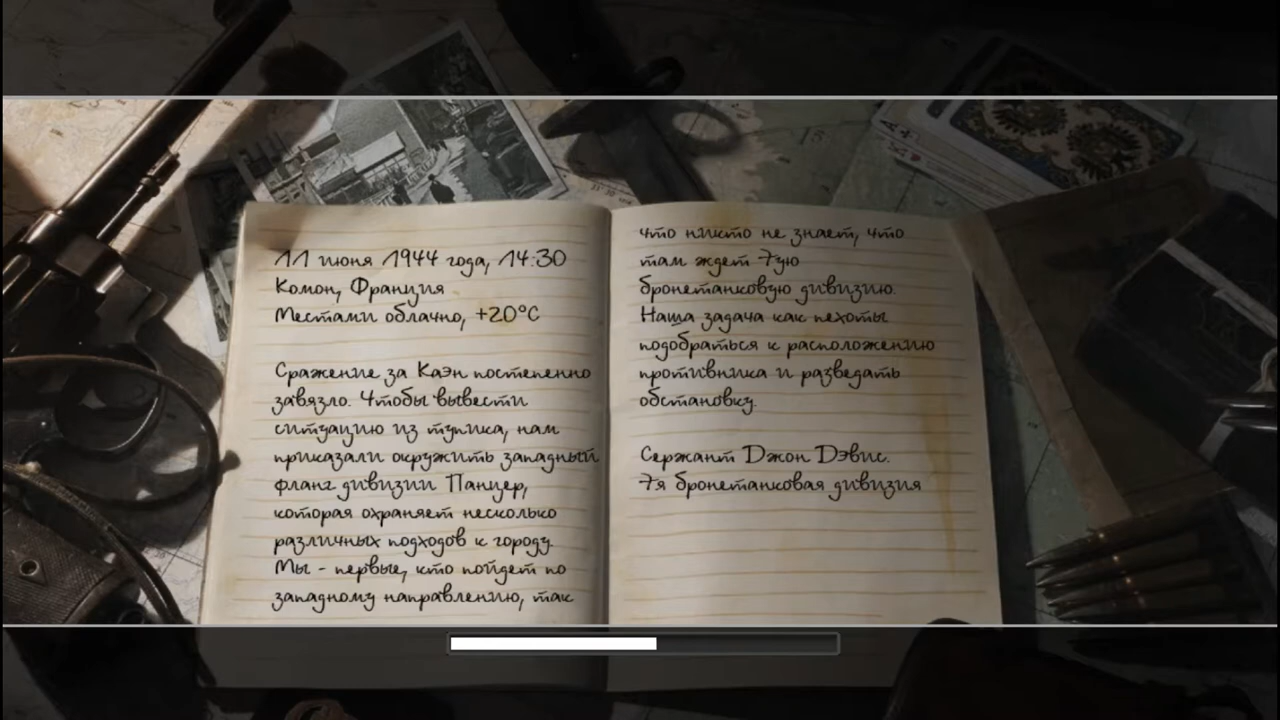 11 июня 1944 года, 14:30
Комон, Франция
Местами облачно, +20°C
Сражение за Каэн постепенно
завязло. Чтобы вывести
ситуацию из тупика, нам
приказали окружить западный
фланг дивизии Панцер,
которая охраняет несколько
различных подходов к городу.
Мы - первые, кто пойдет по
западному направлению, так
что никто не знает, что
там ждет 7ую
бронетанковую дивизию.
Наша задача как пехоты
подобраться к расположению
противника и разведать
обстановку.
Сержант Джон Дэвис.
7я бронетанковая дивизия